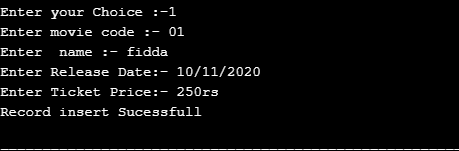 Enter your Choice :-1
Enter movie code :- 01
Enter  name :- fidda
Enter Release Date:- 10/11/2020
Enter Ticket Price:- 250rs
Record insert Sucessfull